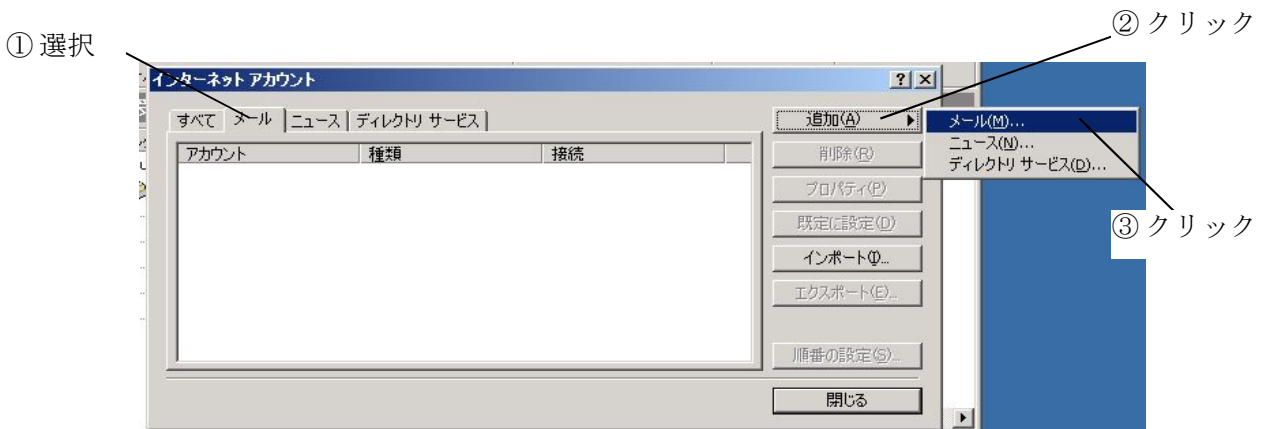 ② クリック
① 選択
インターネット アカウント
すべて メール ニュース ディレクトリ サービス
アカウント 種類 接続
追加(A)
メール(M)...
ニュース(N)...
ディレクトリ サービス(D)...
削除(R)
プロパティ(P)
既定に設定(D)
③ クリック
インポート(I)...
エクスポート(E)...
順番の設定(S)...
閉じる